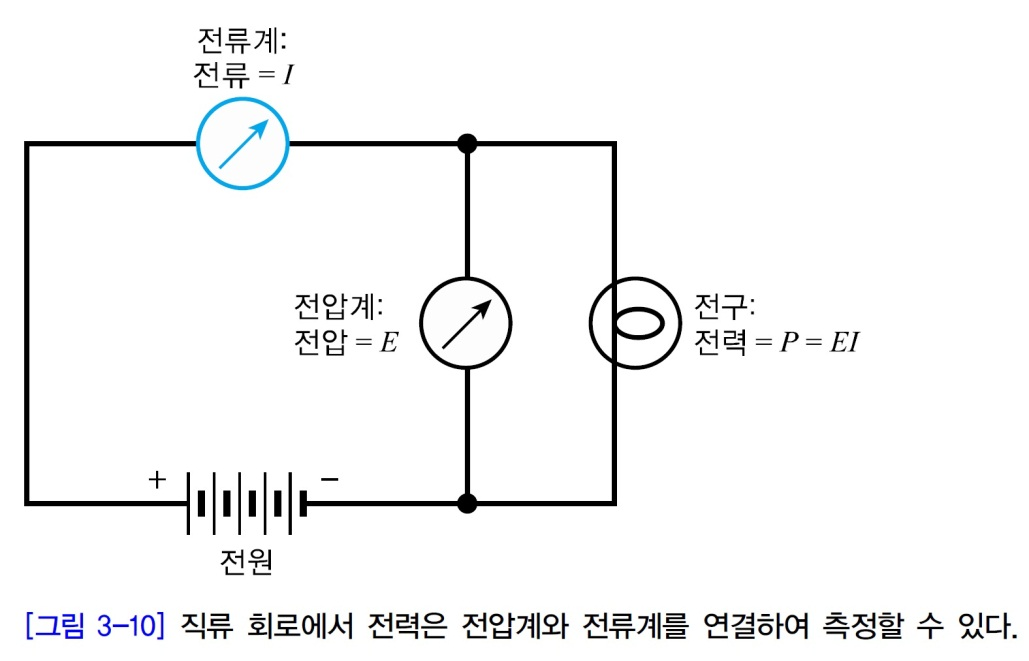 전류계:
전류 = I
전압계:
전압 = E
전구:
전력 = P = EI
+
−
전원
[그림 3-10] 직류 회로에서 전력은 전압계와 전류계를 연결하여 측정할 수 있다.